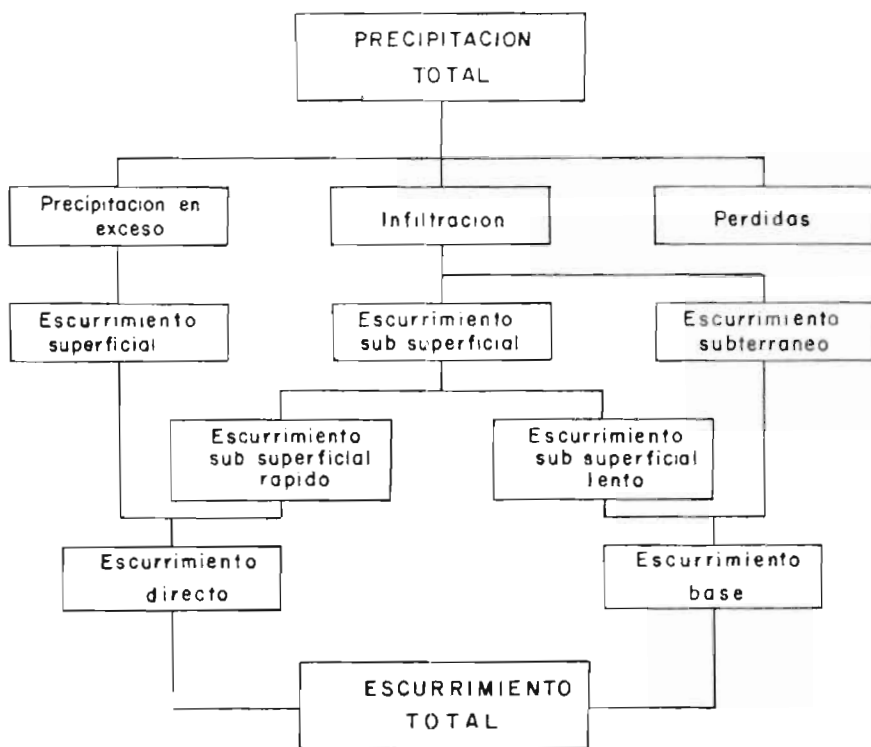 PRECIPITACION
TOTAL
Precipitacion en
exceso
Infiltracion
Perdidas
Escurrimiento
superficial
Escurrimiento
sub superficial
Escurrimiento
subterraneo
Escurrimiento
sub superficial
rapido
Escurrimiento
sub superficial
lento
Escurrimiento
directo
Escurrimiento
base
ESCURRIMIENTO
TOTAL